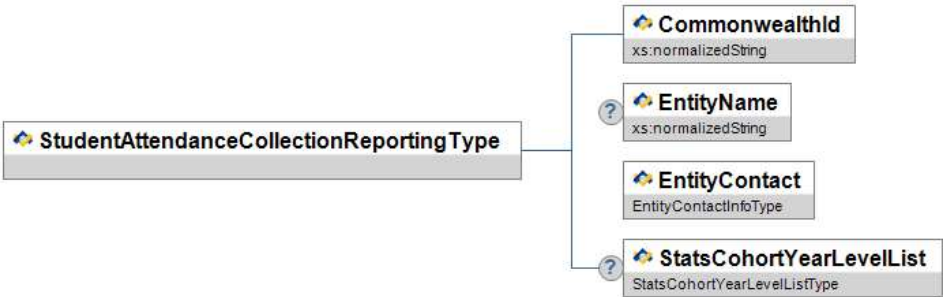 CommonwealthId
xs:normalizedString
? EntityName
xs:normalizedString
StudentAttendanceCollectionReportingType
EntityContact
EntityContactInfoType
? StatsCohortYearLevelList
StatsCohortYearLevelListType